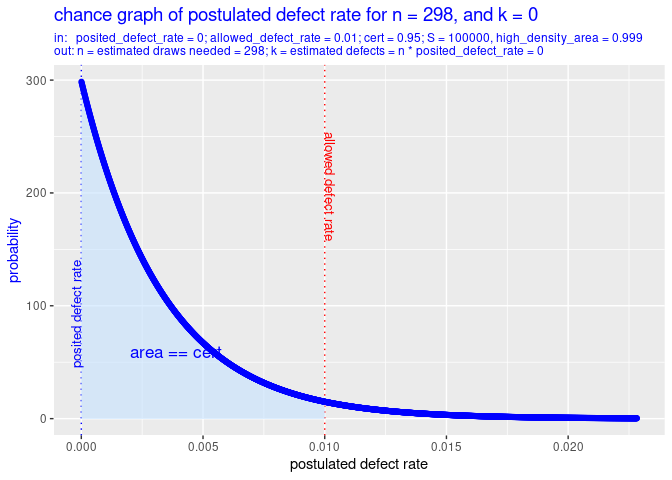 chance graph of postulated defect rate for n = 298, and k = 0
in: posited_defect_rate = 0; allowed_defect_rate = 0.01; cert = 0.95; S = 100000, high_density_area = 0.999
out: n = estimated draws needed = 298; k = estimated defects = n * posited_defect_rate = 0
300
200
100
0
probability
posited defect rate
area == cert
allowed defect rate
0.000
0.005
0.010
0.015
0.020
postulated defect rate